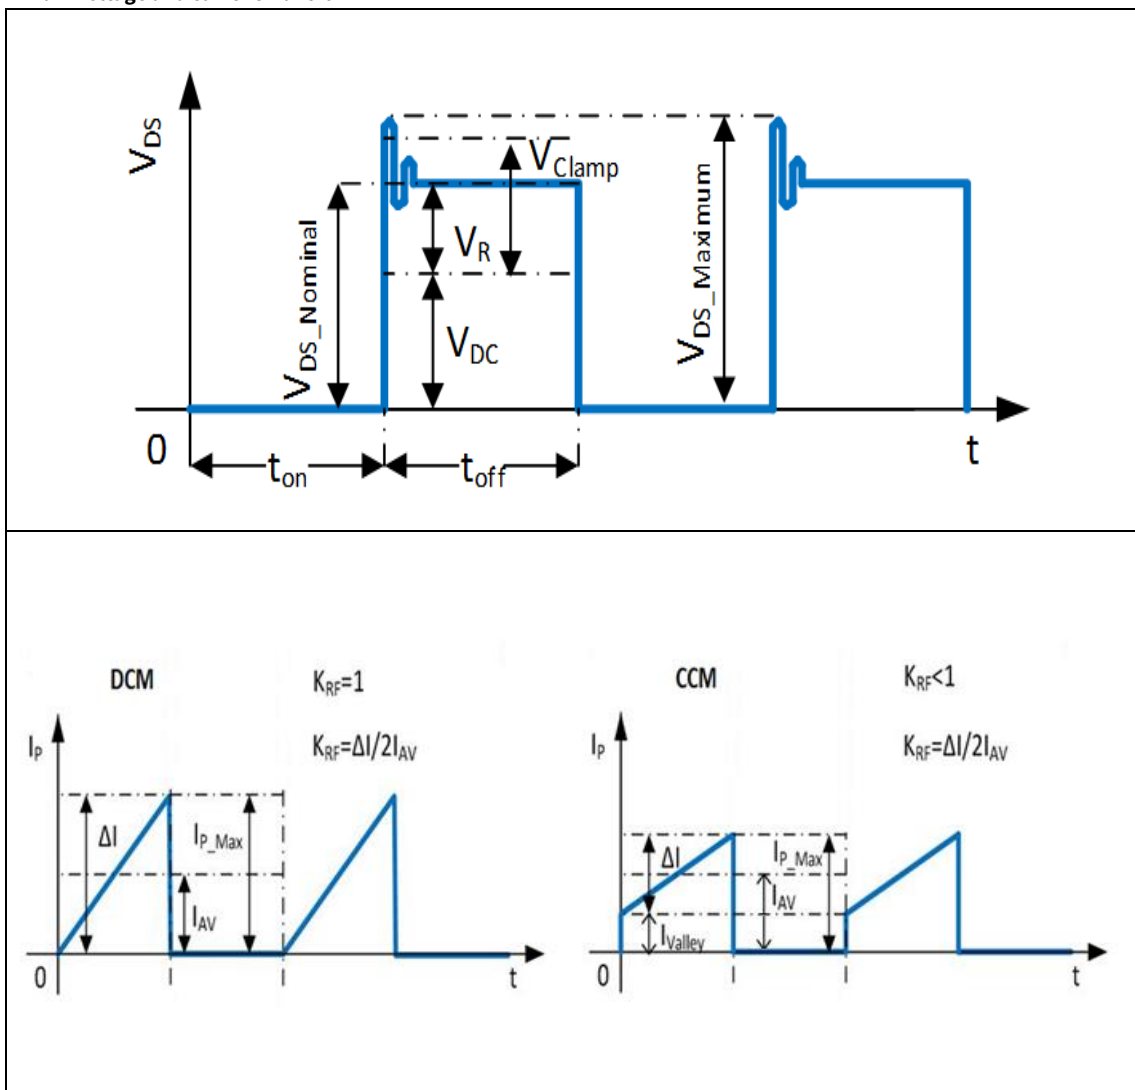 V_DS
V_DS_Nominal
V_Clamp
V_R
V_DC
V_DS_Maximum
0
t_on
t_off
t
DCM
K_RF=1
K_RF=ΔI/2I_AV
I_P
ΔI
I_P_Max
I_AV
0
t
CCM
K_RF<1
K_RF=ΔI/2I_AV
I_P
ΔI
I_P_Max
I_AV
I_Valley
0
t